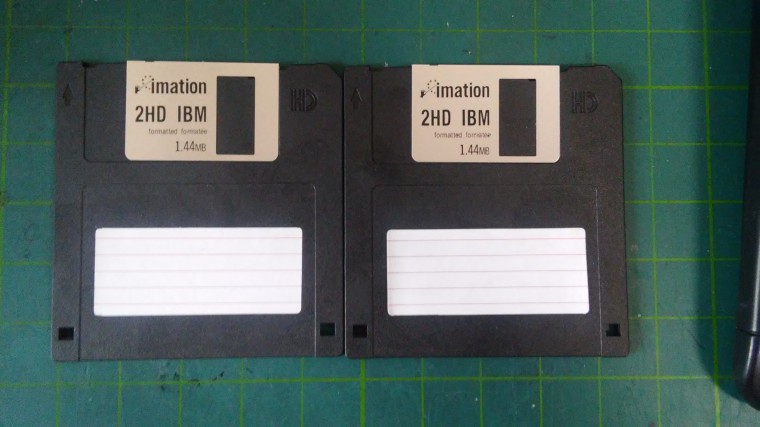 imation
2HD IBM
formatted formatée
1.44MB
HD
imation
2HD IBM
formatted formatée
1.44MB
HD